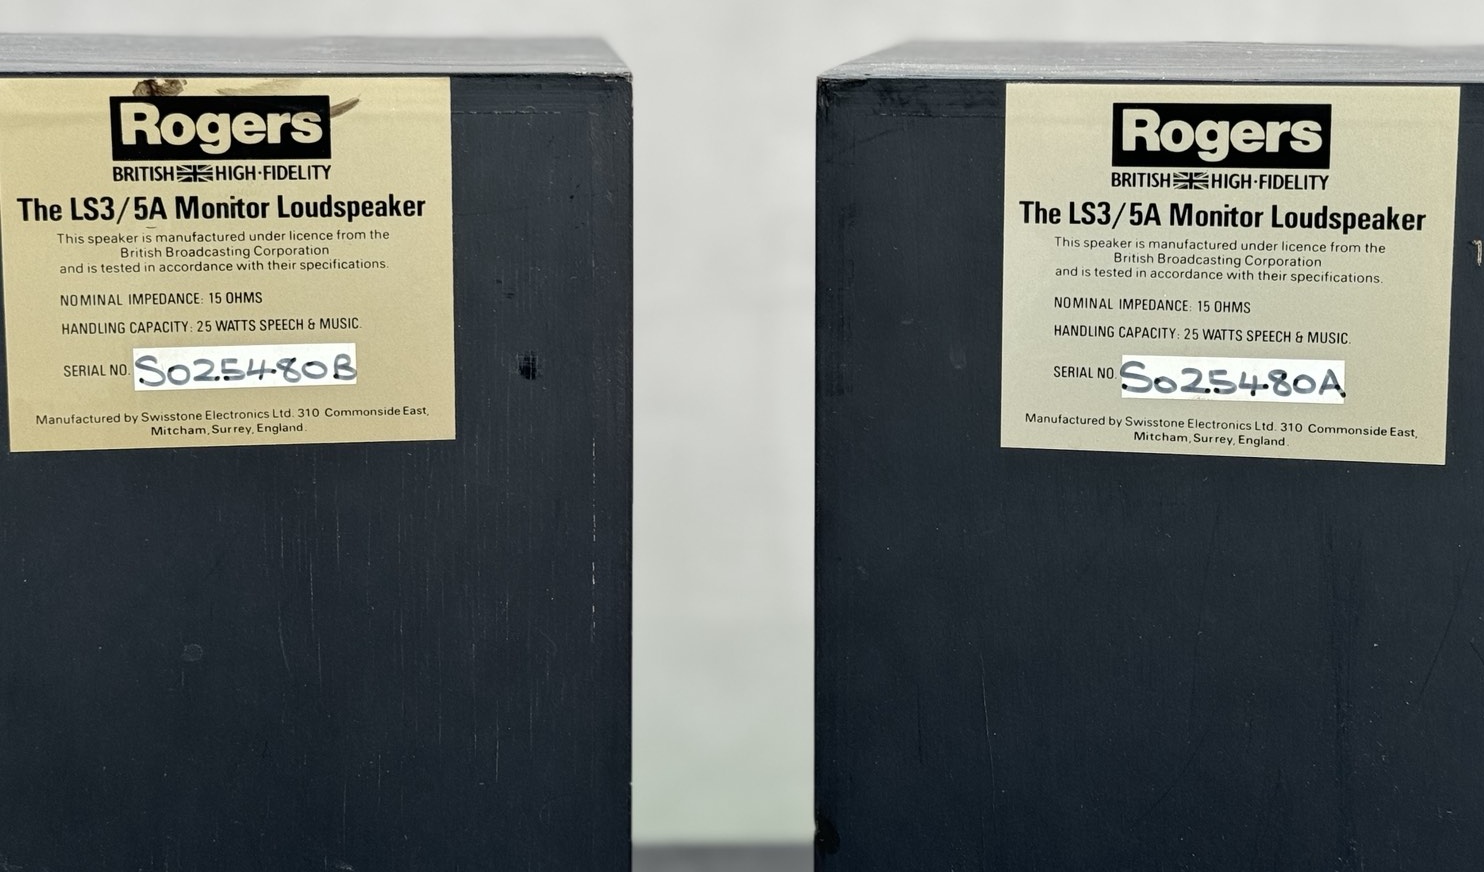 Rogers
BRITISH HIGH·FIDELITY
The LS3/5A Monitor Loudspeaker
This speaker is manufactured under licence from the
British Broadcasting Corporation
and is tested in accordance with their specifications.
NOMINAL IMPEDANCE: 15 OHMS
HANDLING CAPACITY: 25 WATTS SPEECH & MUSIC.
SERIAL NO. S025480B
Manufactured by Swisstone Electronics Ltd. 310 Commonside East,
Mitcham, Surrey, England.
Rogers
BRITISH HIGH·FIDELITY
The LS3/5A Monitor Loudspeaker
This speaker is manufactured under licence from the
British Broadcasting Corporation
and is tested in accordance with their specifications.
NOMINAL IMPEDANCE: 15 OHMS
HANDLING CAPACITY: 25 WATTS SPEECH & MUSIC.
SERIAL NO. S025480A
Manufactured by Swisstone Electronics Ltd. 310 Commonside East,
Mitcham, Surrey, England.